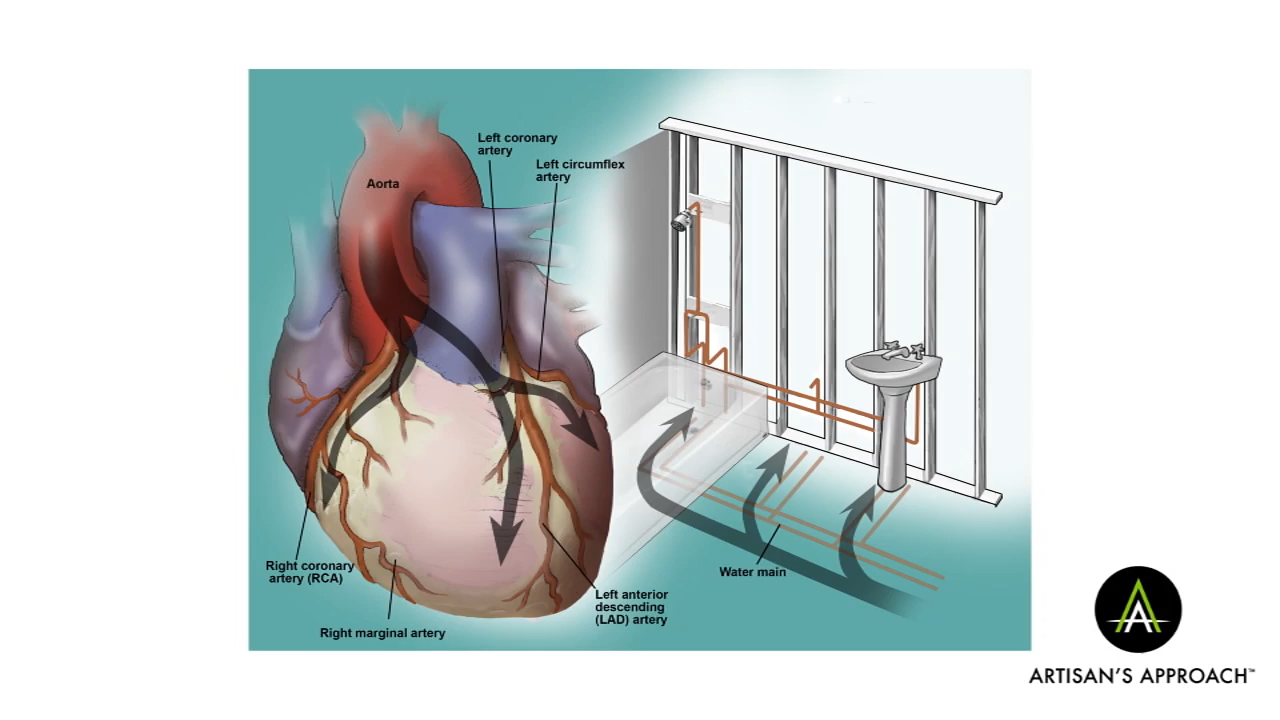 Left coronary
artery
Left circumflex
artery
Aorta
Right coronary
artery (RCA)
Right marginal artery
Left anterior
descending
(LAD) artery
Water main
ARTISAN'S APPROACH™